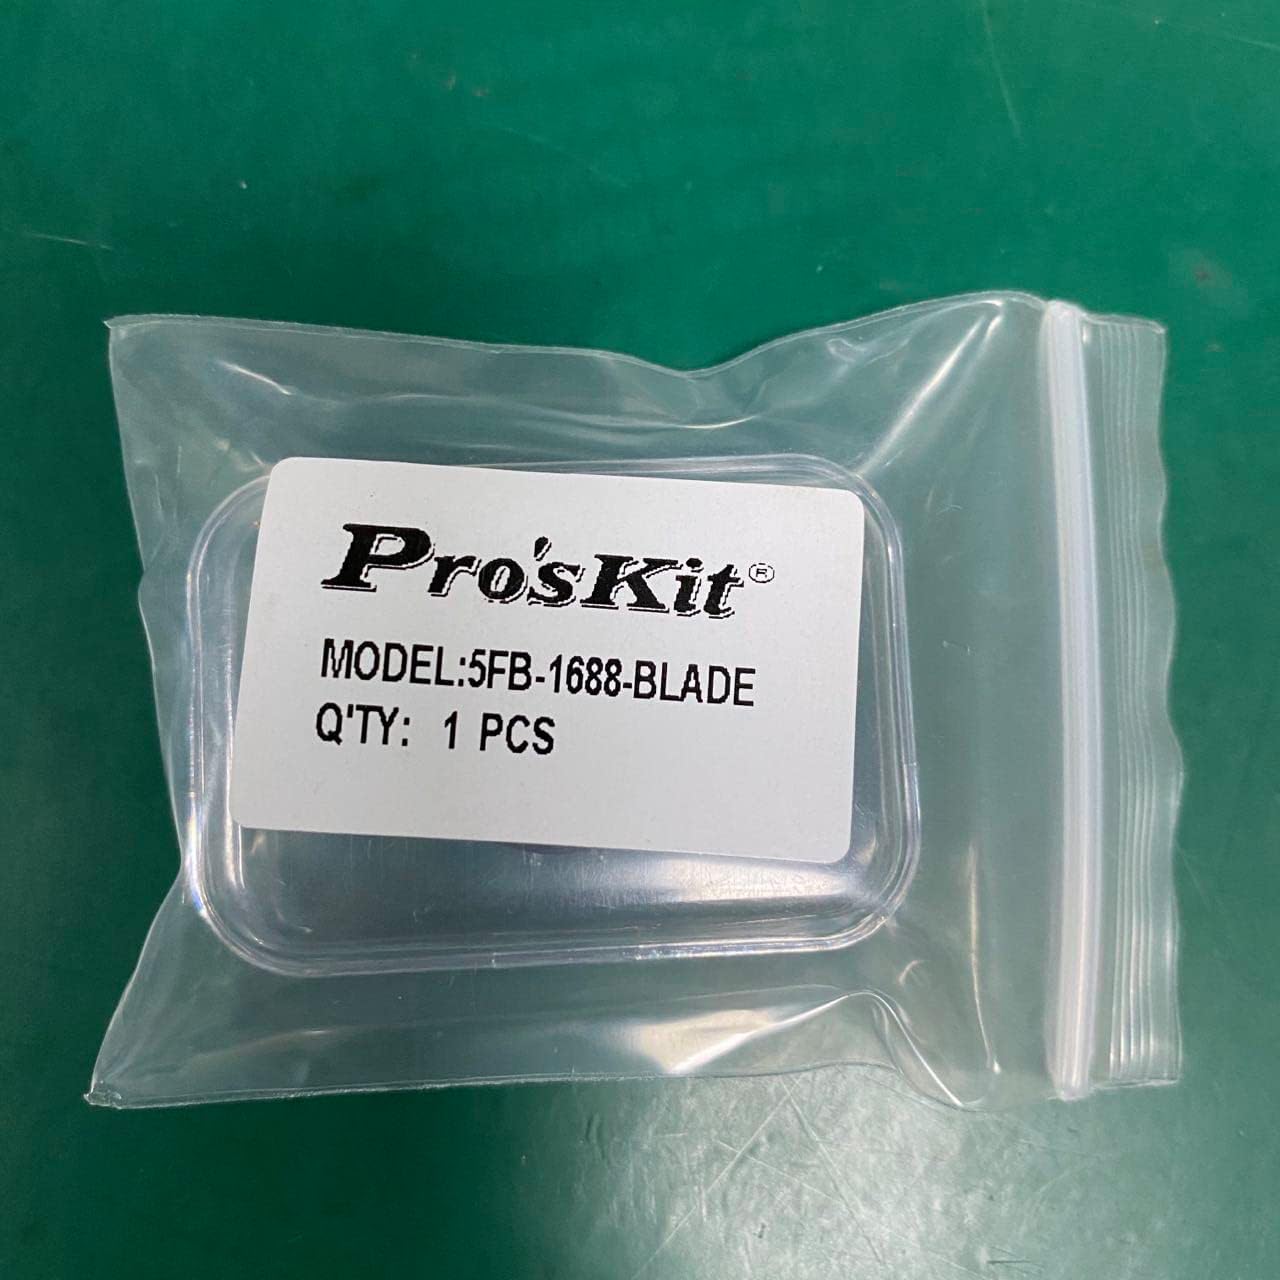 Pro'sKit®
MODEL:5FB-1688-BLADE
Q'TY: 1 PCS